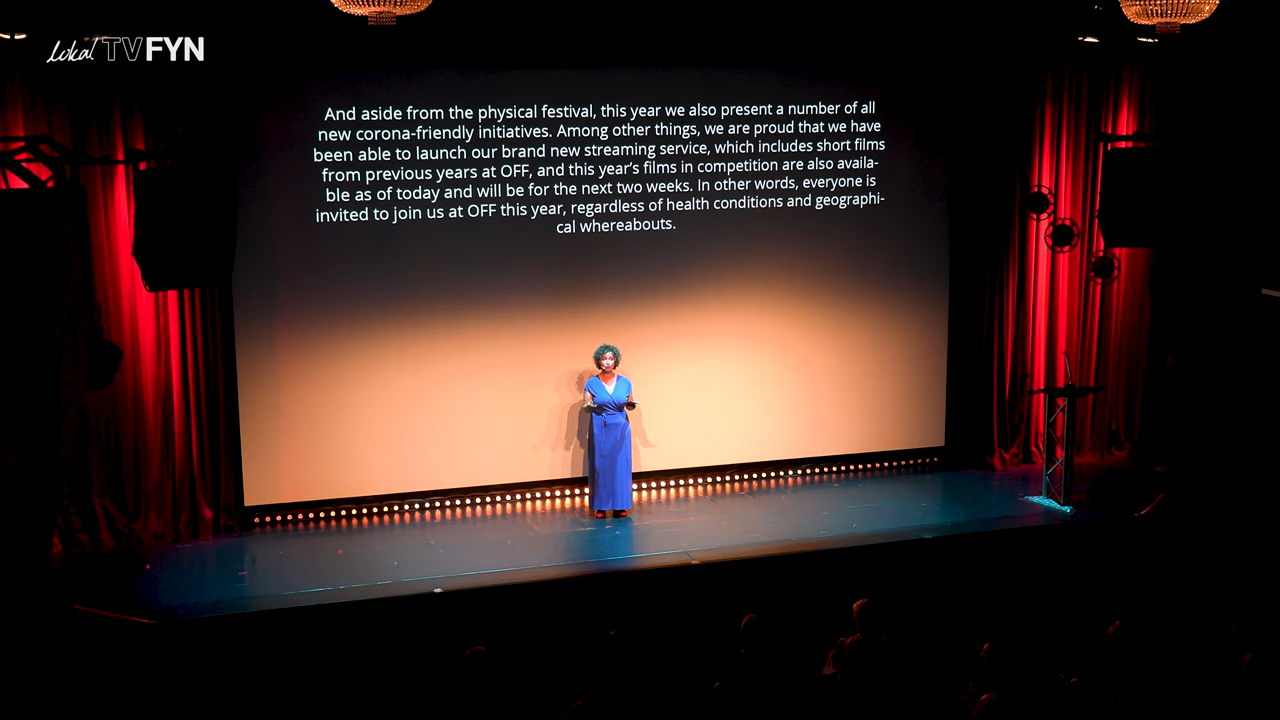 Lokal TV FYN
And aside from the physical festival, this year we also present a number of all
new corona-friendly initiatives. Among other things, we are proud that we have
been able to launch our brand new streaming service, which includes short films
from previous years at OFF, and this year's films in competition are also availa-
ble as of today and will be for the next two weeks. In other words, everyone is
invited to join us at OFF this year, regardless of health conditions and geographi-
cal whereabouts.